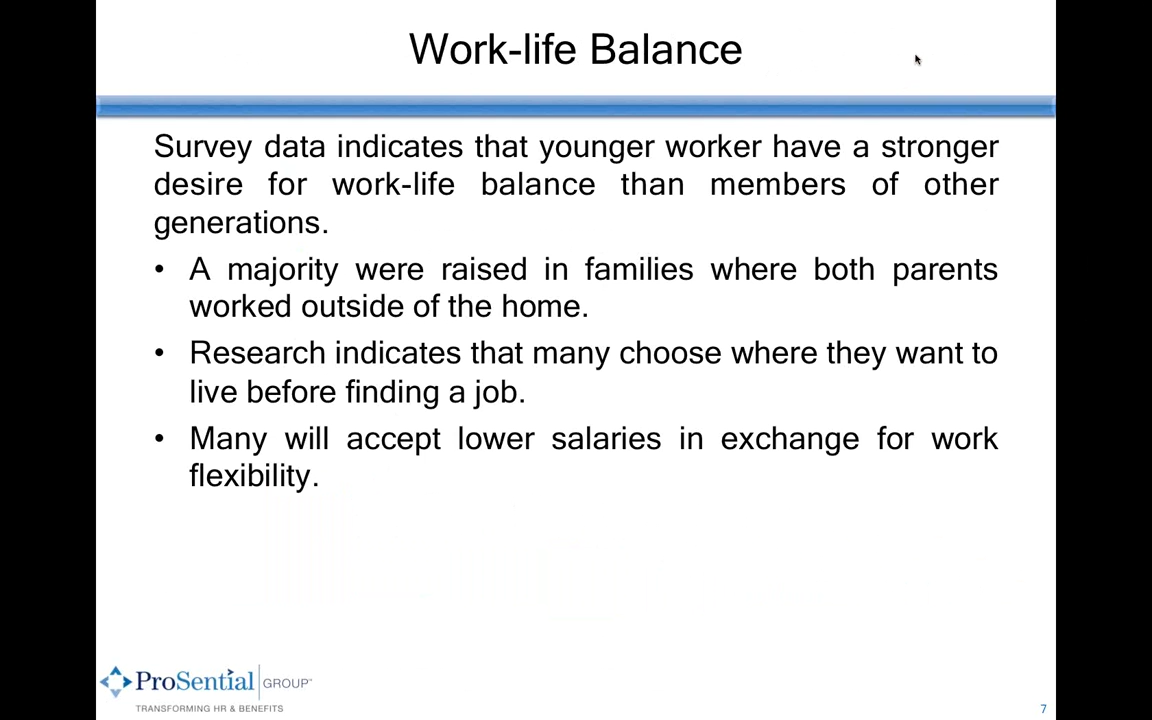 Work-life Balance
Survey data indicates that younger worker have a stronger
desire for work-life balance than members of other
generations.
• A majority were raised in families where both parents
worked outside of the home.
• Research indicates that many choose where they want to
live before finding a job.
• Many will accept lower salaries in exchange for work
flexibility.
ProSential GROUP™
TRANSFORMING HR & BENEFITS
7